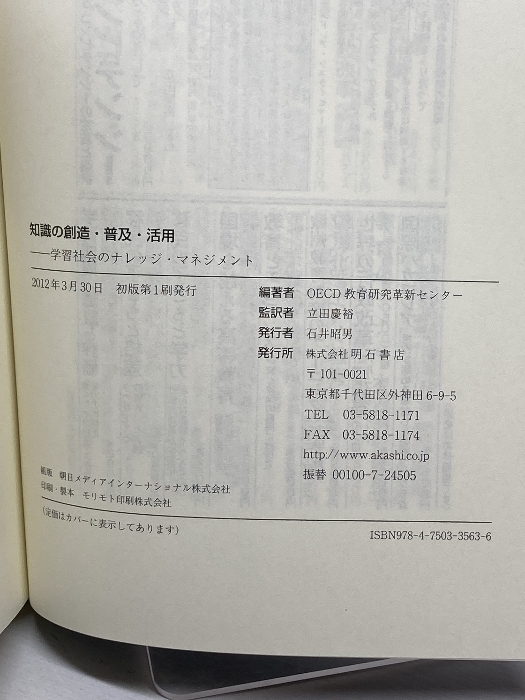 知識の創造・普及・活用
――学習社会のナレッジ・マネジメント
2012年3月30日　初版第1刷発行
編著者　OECD教育研究革新センター
監訳者　立田慶裕
発行者　石井昭男
発行所　株式会社明石書店
〒101-0021
東京都千代田区外神田6-9-5
TEL　03-5818-1171
FAX　03-5818-1174
http://www.akashi.co.jp
振替　00100-7-24505
組版　朝日メディアインターナショナル株式会社
印刷・製本　モリモト印刷株式会社
（定価はカバーに表示してあります）
ISBN978-4-7503-3563-6